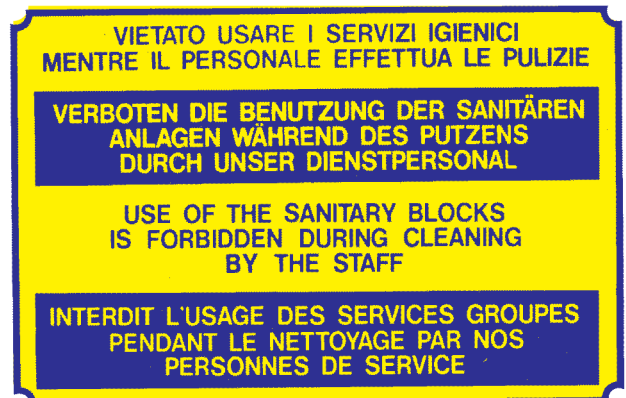 VIETATO USARE I SERVIZI IGIENICI
MENTRE IL PERSONALE EFFETTUA LE PULIZIE
VERBOTEN DIE BENUTZUNG DER SANITÄREN
ANLAGEN WÄHREND DES PUTZENS
DURCH UNSER DIENSTPERSONAL
USE OF THE SANITARY BLOCKS
IS FORBIDDEN DURING CLEANING
BY THE STAFF
INTERDIT L'USAGE DES SERVICES GROUPES
PENDANT LE NETTOYAGE PAR NOS
PERSONNES DE SERVICE